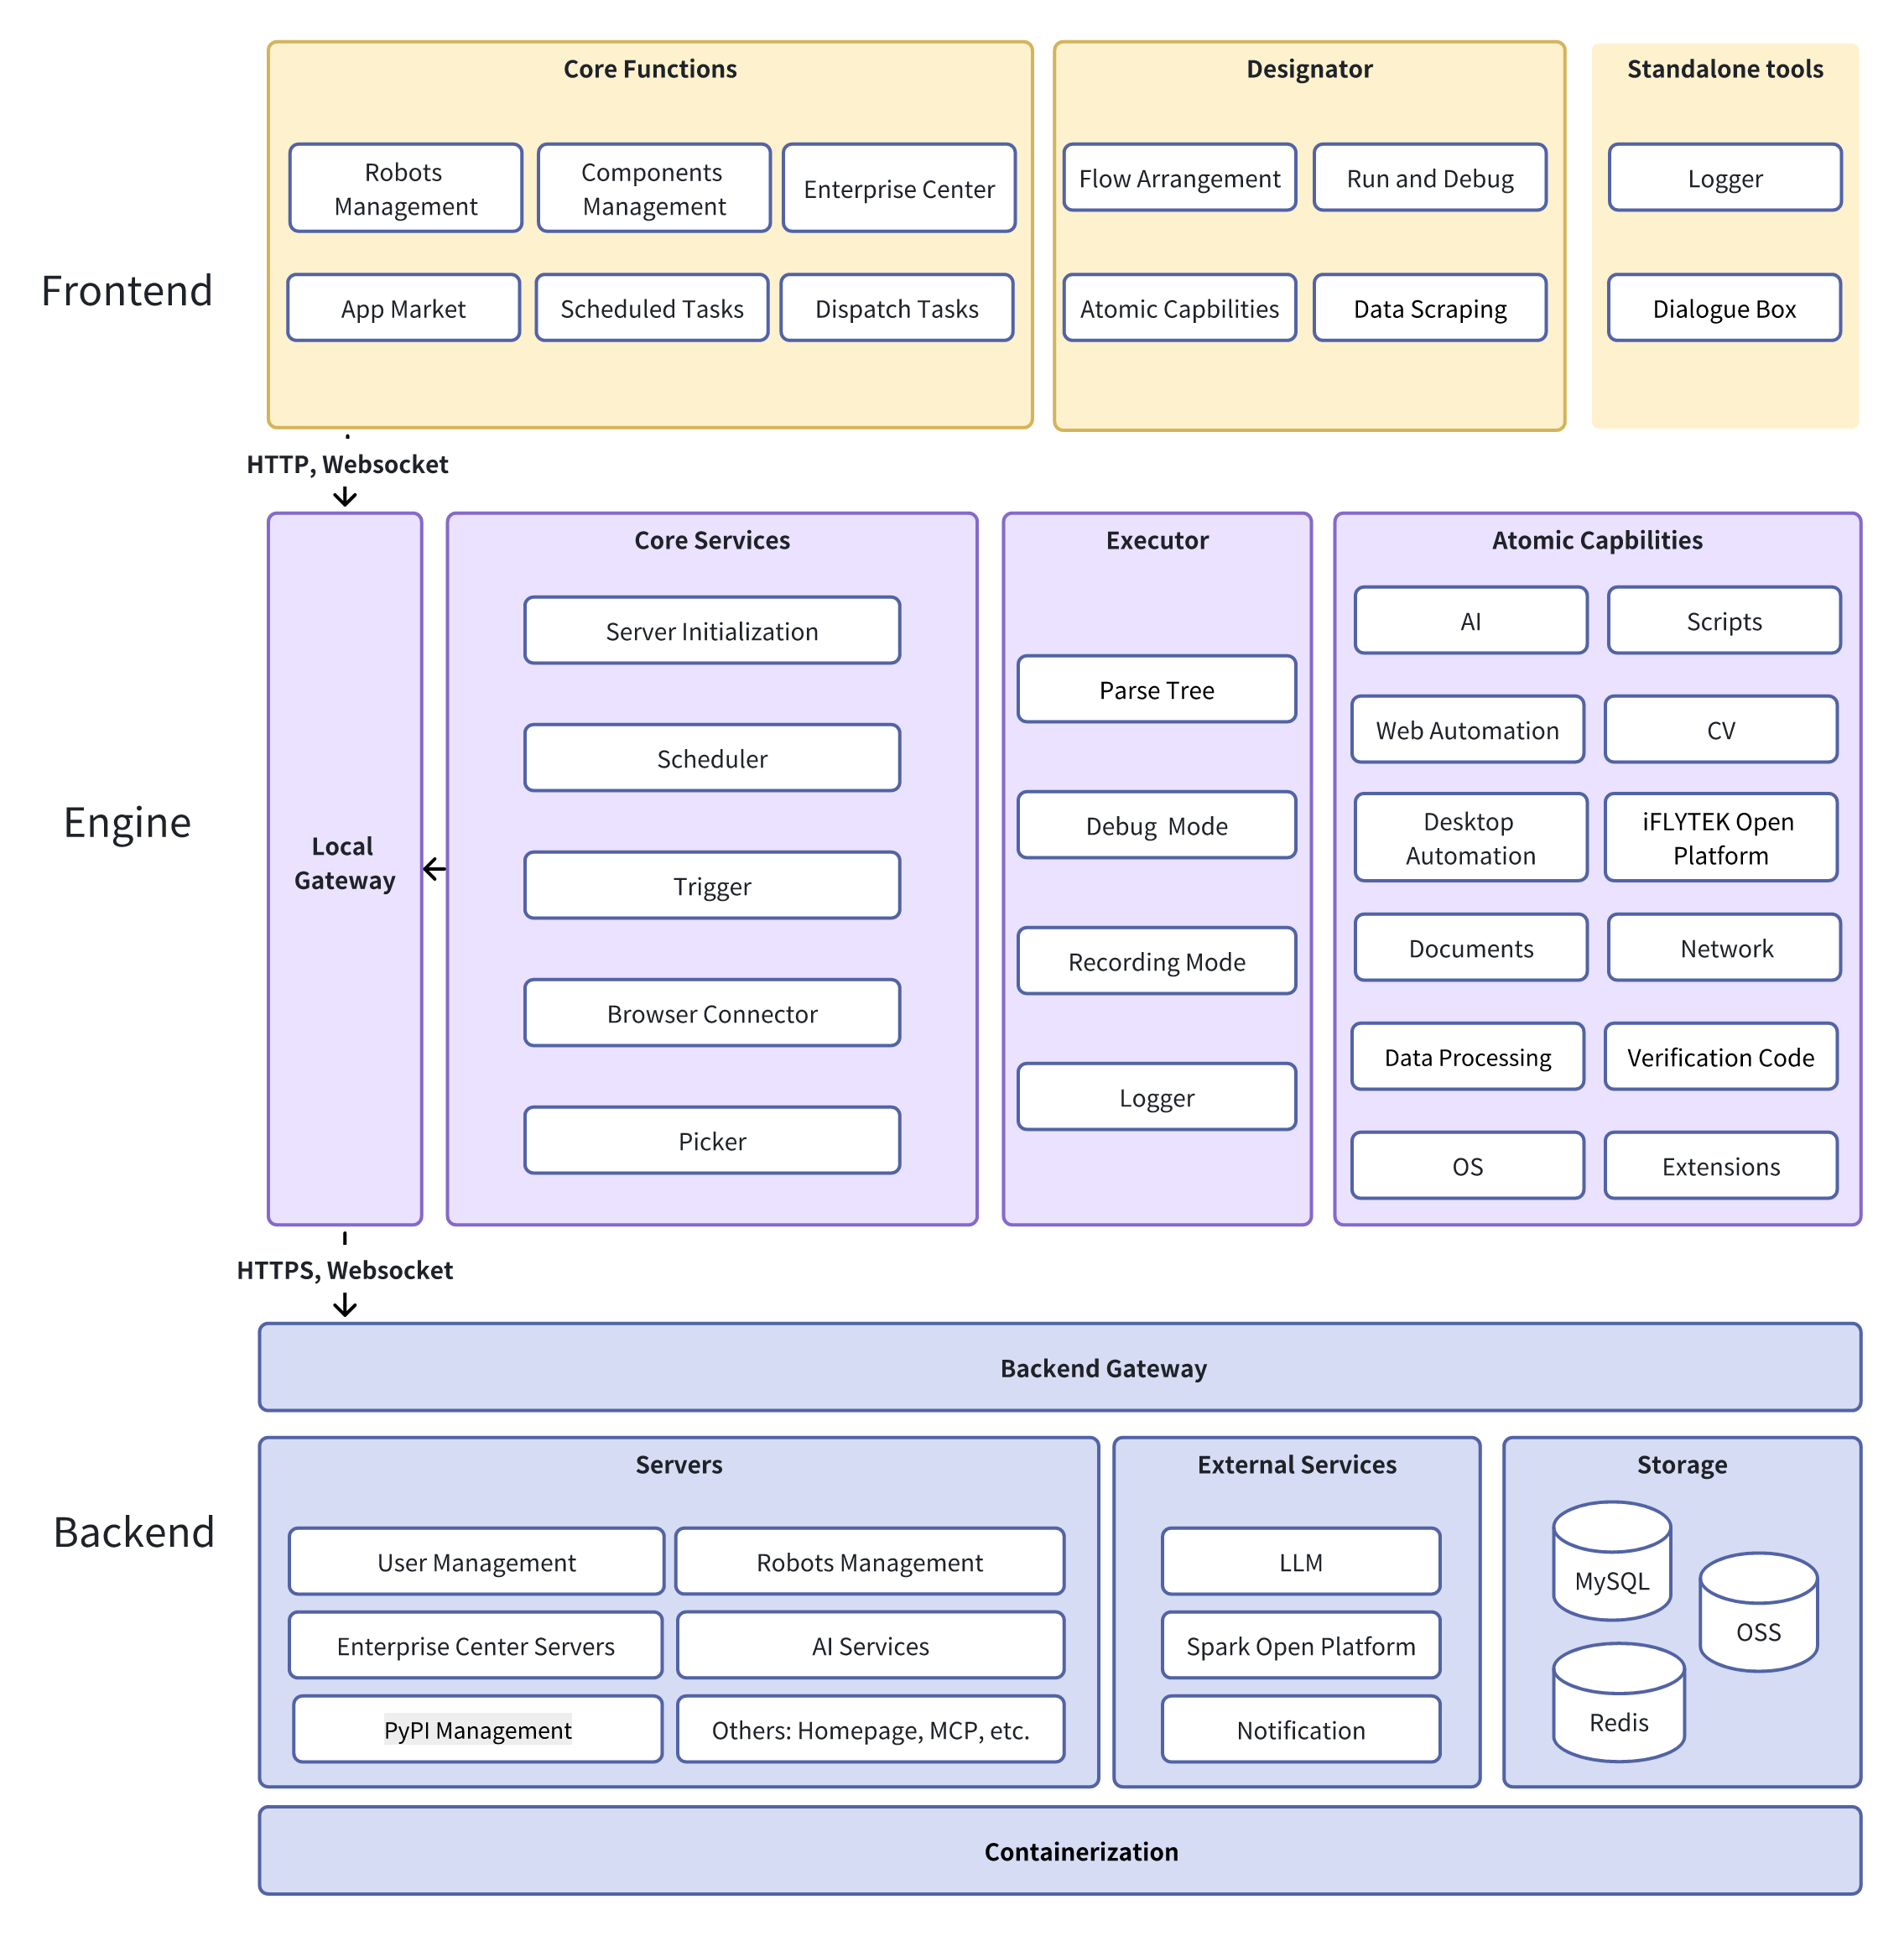 Frontend
Core Functions
Robots
Management
Components
Management
Enterprise Center
App Market
Scheduled Tasks
Dispatch Tasks
Designator
Flow Arrangement
Run and Debug
Atomic Capbilities
Data Scraping
Standalone tools
Logger
Dialogue Box
HTTP, Websocket
Engine
Local
Gateway
Core Services
Server Initialization
Scheduler
Trigger
Browser Connector
Picker
Executor
Parse Tree
Debug  Mode
Recording Mode
Logger
Atomic Capbilities
AI
Scripts
Web Automation
CV
Desktop
Automation
iFLYTEK Open
Platform
Documents
Network
Data Processing
Verification Code
OS
Extensions
HTTPS, Websocket
Backend
Backend Gateway
Servers
User Management
Robots Management
Enterprise Center Servers
AI Services
PyPI Management
Others: Homepage, MCP, etc.
External Services
LLM
Spark Open Platform
Notification
Storage
MySQL
OSS
Redis
Containerization